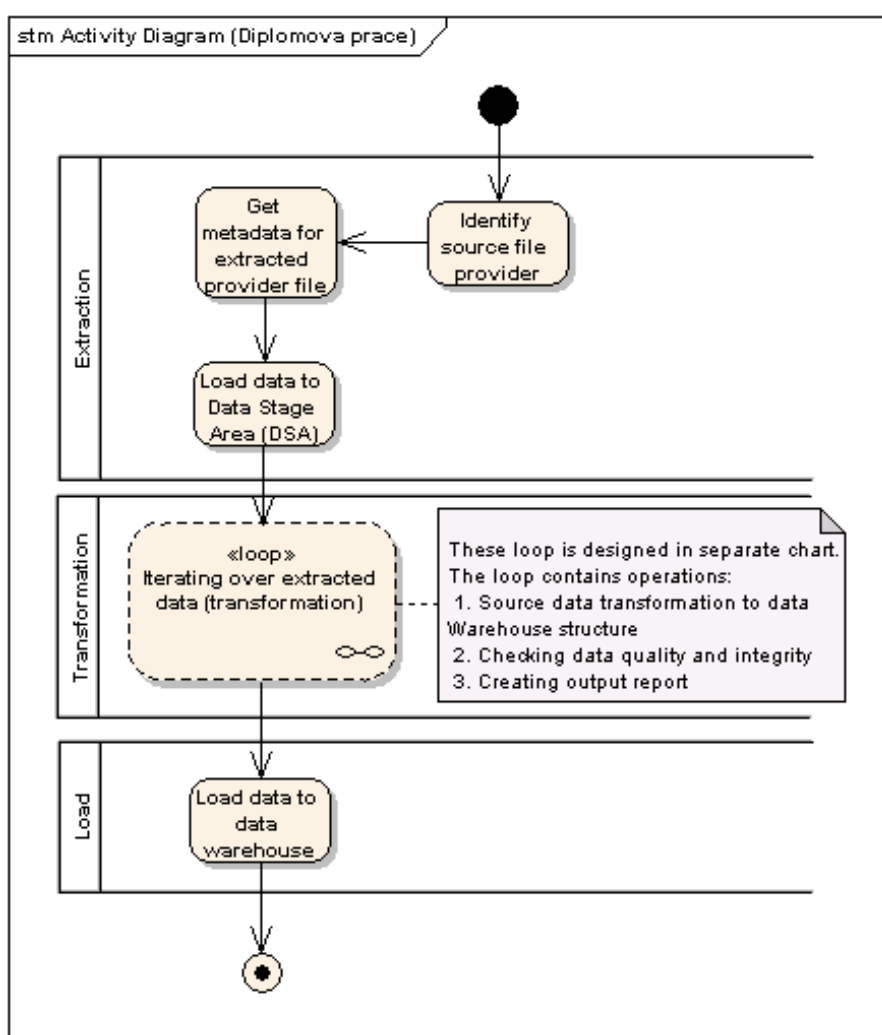 stm Activity Diagram (Diplomova prace)
Extraction
Identify
source file
provider
Get
metadata for
extracted
provider file
Load data to
Data Stage
Area (DSA)
Transformation
«loop»
Iterating over extracted
data (transformation)
These loop is designed in separate chart.
The loop contains operations:
1. Source data transformation to data
Warehouse structure
2. Checking data quality and integrity
3. Creating output report
Load
Load data to
data
warehouse